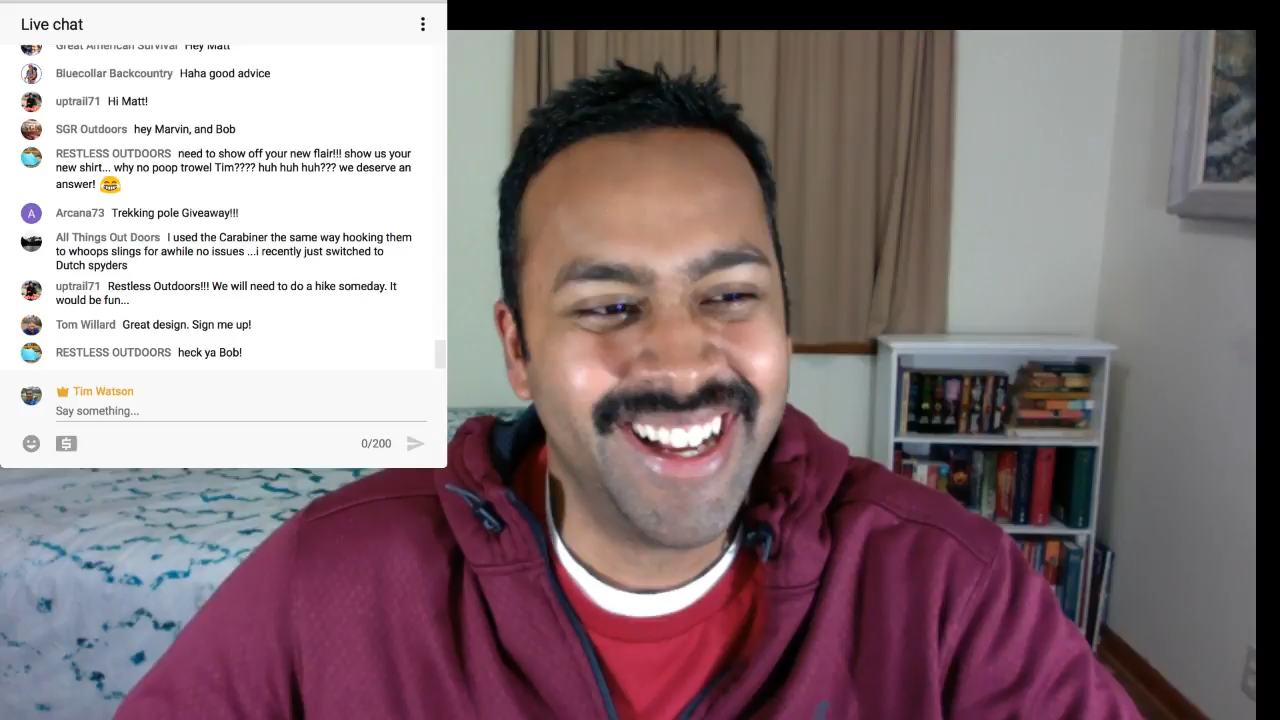 Live chat
Great American Survival Hey Matt
Bluecollar Backcountry Haha good advice
uptrail71 Hi Matt!
SGR Outdoors hey Marvin, and Bob
RESTLESS OUTDOORS need to show off your new flair!!! show us your
new shirt... why no poop trowel Tim???? huh huh huh??? we deserve an
answer! 😂
A Arcana73 Trekking pole Giveaway!!!
All Things Out Doors I used the Carabiner the same way hooking them
to whoops slings for awhile no issues ...i recently just switched to
Dutch spyders
uptrail71 Restless Outdoors!!! We will need to do a hike someday. It
would be fun...
Tom Willard Great design. Sign me up!
RESTLESS OUTDOORS heck ya Bob!
Tim Watson
Say something...
$ 0/200